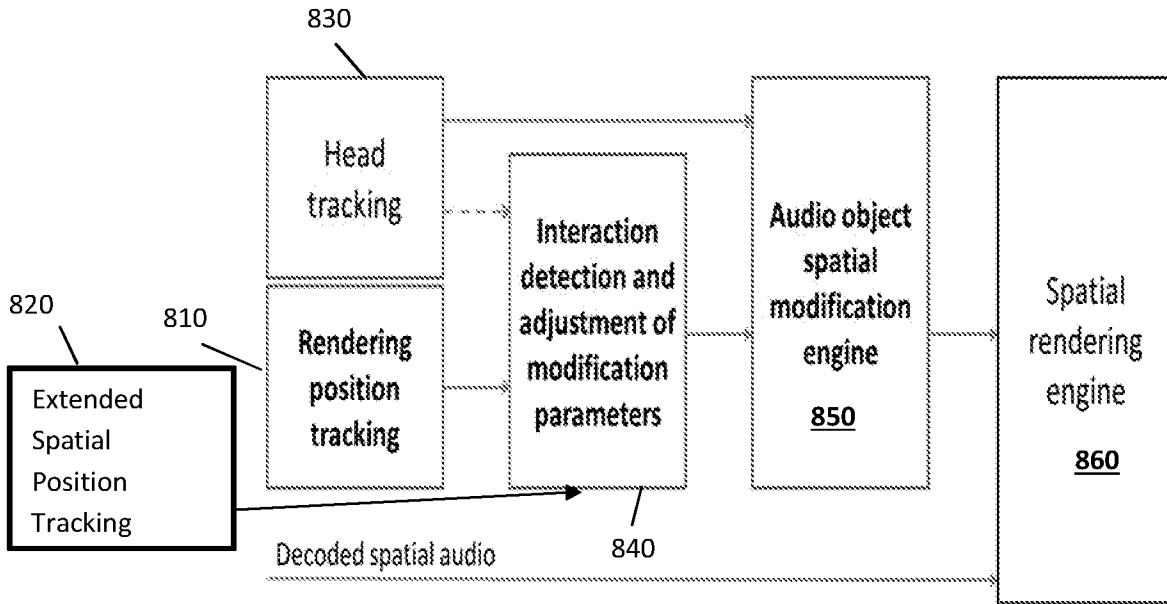 830
Head
tracking
820
810
Extended
Spatial
Position
Tracking
Rendering
position
tracking
Interaction
detection and
adjustment of
modification
parameters
840
Audio object
spatial
modification
engine
850
Spatial
rendering
engine
860
Decoded spatial audio